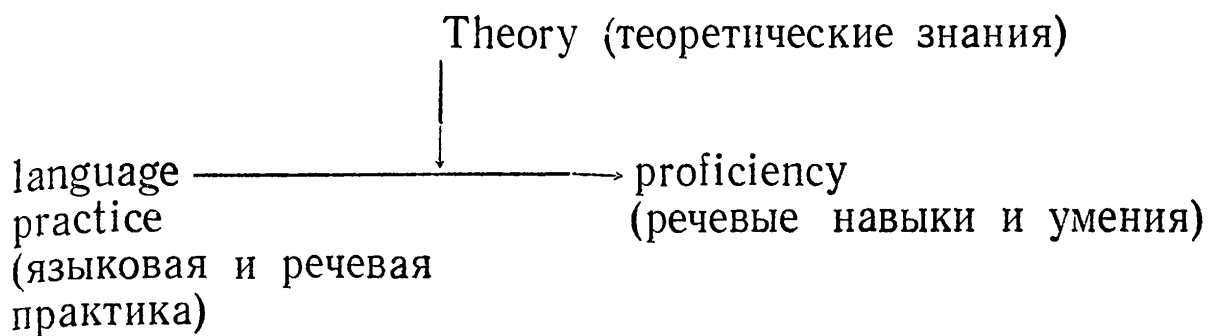 Theory (теоретические знания)
language
practice
(языковая и речевая
практика)
proficiency
(речевые навыки и умения)